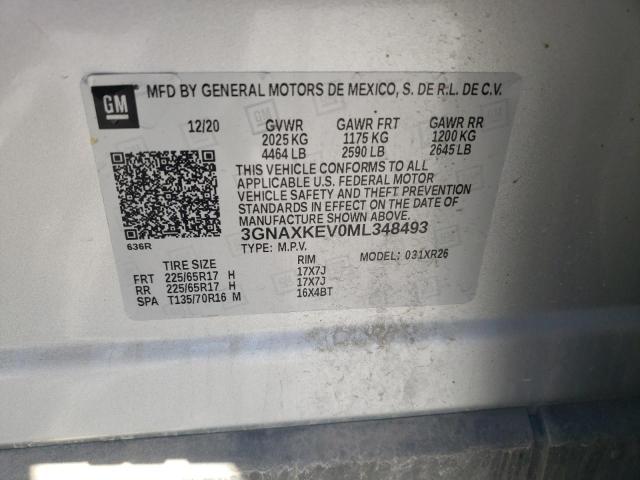 GM MFD BY GENERAL MOTORS DE MEXICO, S. DE R.L. DE C.V.
12/20 GVWR GAWR FRT GAWR RR
2025 KG 1175 KG 1200 KG
4464 LB 2590 LB 2645 LB
THIS VEHICLE CONFORMS TO ALL
APPLICABLE U.S. FEDERAL MOTOR
VEHICLE SAFETY AND THEFT PREVENTION
STANDARDS IN EFFECT ON THE DATE OF
MANUFACTURE SHOWN ABOVE.
3GNAXKEV0ML348493
636R
TYPE: M.P.V. MODEL: 031XR26
TIRE SIZE RIM
FRT 225/65R17 H 17X7J
RR 225/65R17 H 17X7J
SPA T135/70R16 M 16X4BT